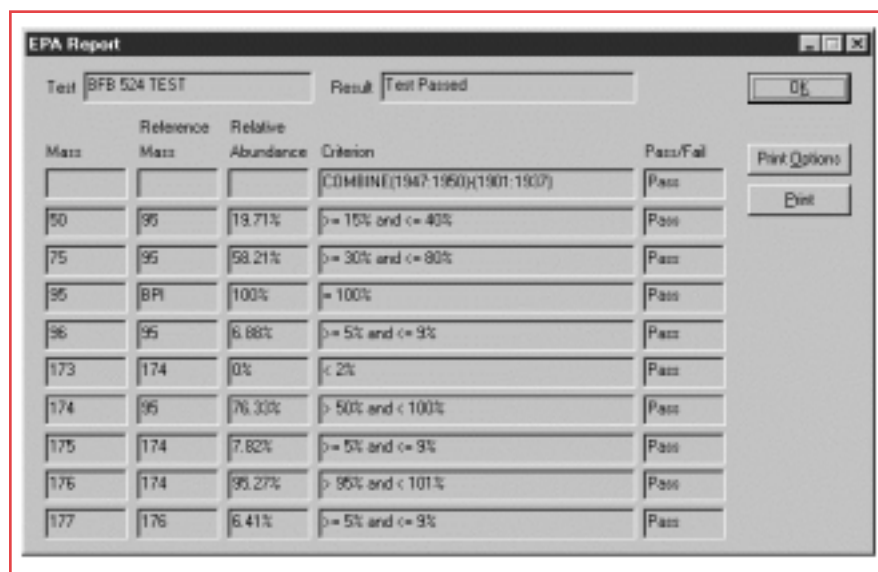 EPA Report
Test BFB 524 TEST Result Test Passed OK
Reference Relative
Mass Mass Abundance Criterion Pass/Fail
Print Options
COMBINE(1947:1950)-(1901:1937) Pass
Print
50 95 19.71% >= 15% and <= 40% Pass
75 95 58.21% >= 30% and <= 80% Pass
95 BPI 100% = 100% Pass
96 95 6.88% >= 5% and <= 9% Pass
173 174 0% < 2% Pass
174 95 76.33% > 50% and < 100% Pass
175 174 7.82% >= 5% and <= 9% Pass
176 174 95.27% > 95% and < 101% Pass
177 176 6.41% >= 5% and <= 9% Pass